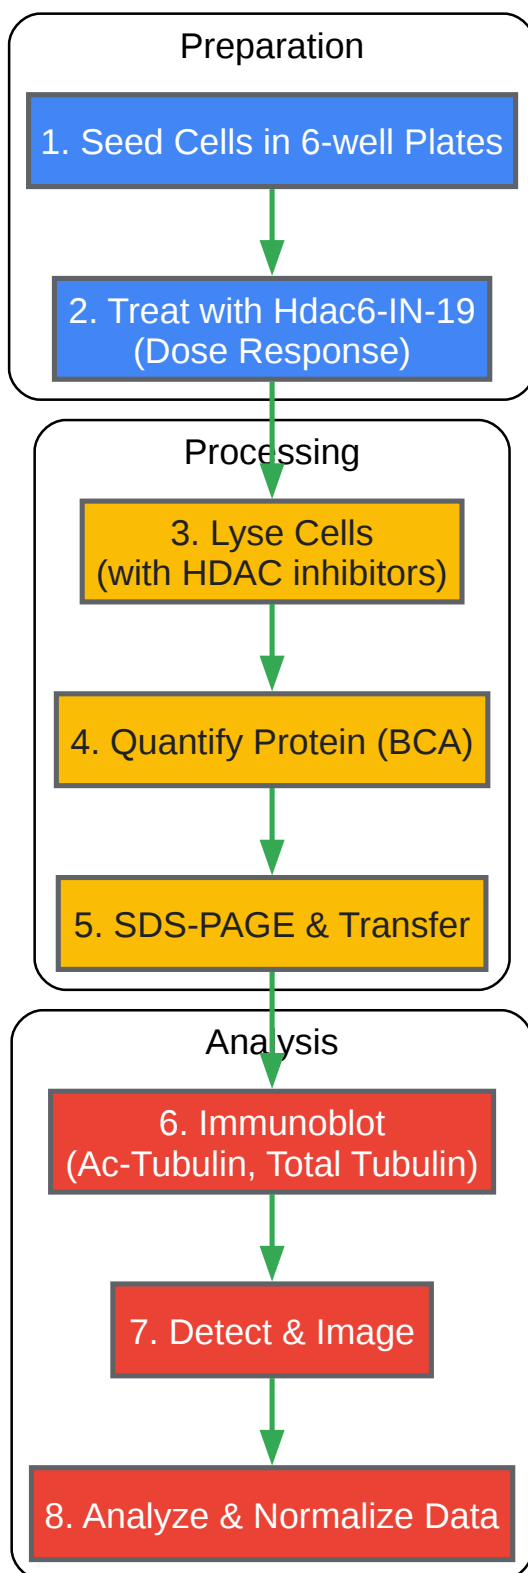 Preparation
1. Seed Cells in 6-well Plates
2. Treat with Hdac6-IN-19
(Dose Response)
Processing
3. Lyse Cells
(with HDAC inhibitors)
4. Quantify Protein (BCA)
5. SDS-PAGE & Transfer
Analysis
6. Immunoblot
(Ac-Tubulin, Total Tubulin)
7. Detect & Image
8. Analyze & Normalize Data